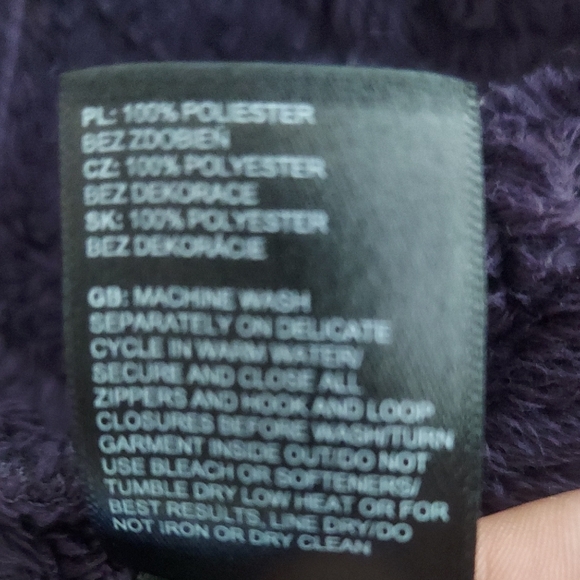 PL: 100% POLIESTER
BEZ ZDOBIEŃ
CZ: 100% POLYESTER
BEZ DEKORACE
SK: 100% POLYESTER
BEZ DEKORÁCIE
GB: MACHINE WASH
SEPARATELY ON DELICATE
CYCLE IN WARM WATER/
SECURE AND CLOSE ALL
ZIPPERS AND HOOK AND LOOP
CLOSURES BEFORE WASH/TURN
GARMENT INSIDE OUT/DO NOT
USE BLEACH OR SOFTENERS/
TUMBLE DRY LOW HEAT OR FOR
BEST RESULTS, LINE DRY/DO
NOT IRON OR DRY CLEAN